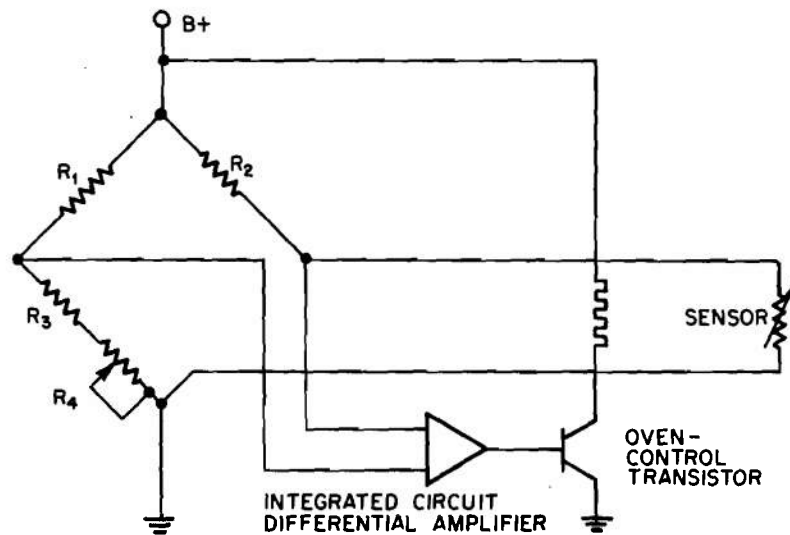 B+
R1
R2
R3
R4
SENSOR
OVEN-
CONTROL
TRANSISTOR
INTEGRATED CIRCUIT
DIFFERENTIAL AMPLIFIER